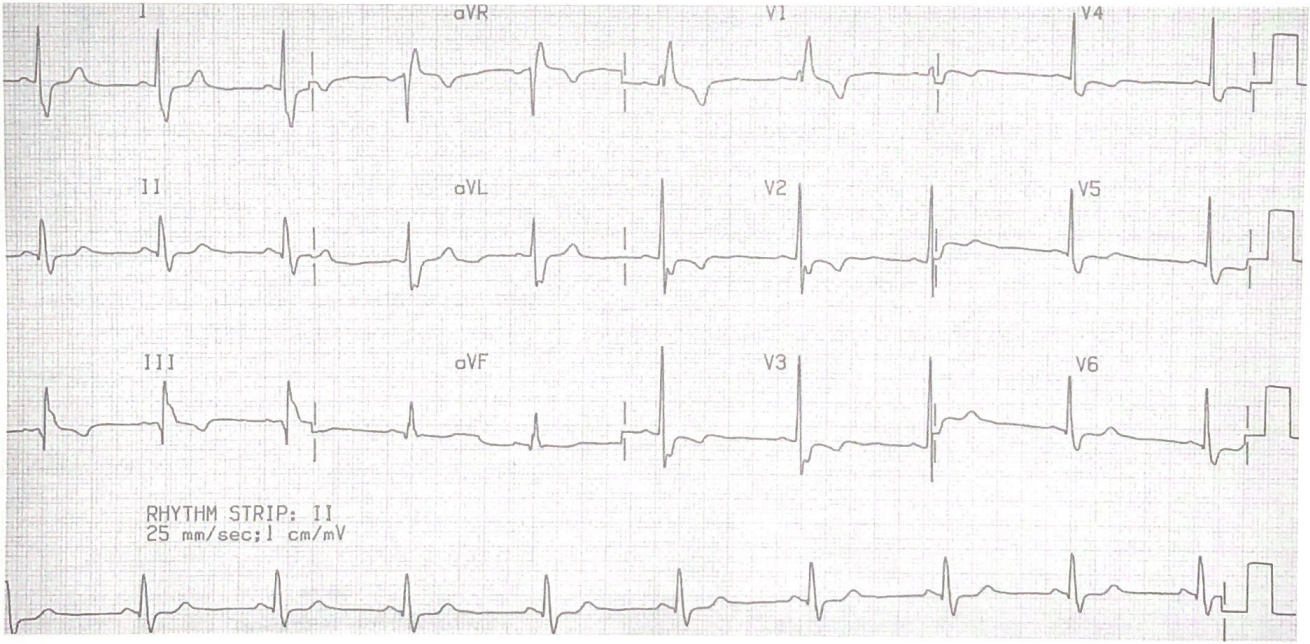 I aVR V1 V4
II aVL V2 V5
III aVF V3 V6
RHYTHM STRIP: II
25 mm/sec;1 cm/mV